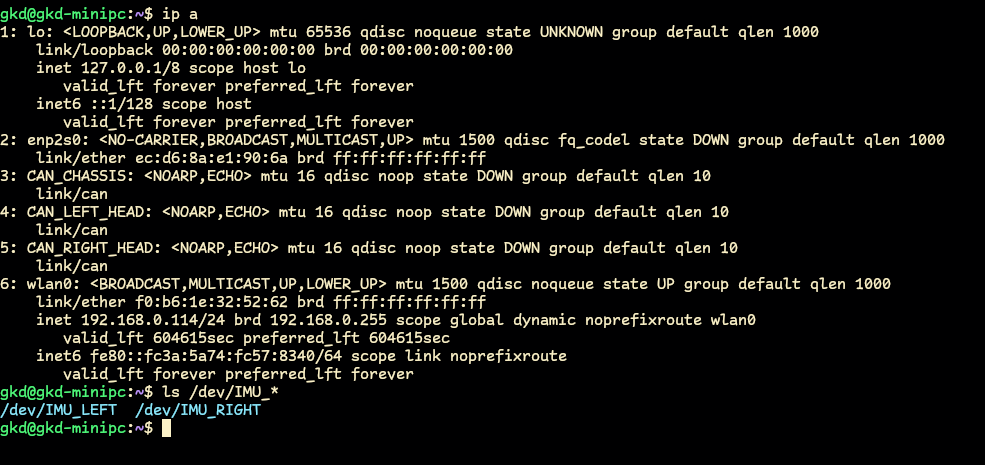 gkd@gkd-minipc:~$ ip a
1: lo: <LOOPBACK,UP,LOWER_UP> mtu 65536 qdisc noqueue state UNKNOWN group default qlen 1000
    link/loopback 00:00:00:00:00:00 brd 00:00:00:00:00:00
    inet 127.0.0.1/8 scope host lo
       valid_lft forever preferred_lft forever
    inet6 ::1/128 scope host
       valid_lft forever preferred_lft forever
2: enp2s0: <NO-CARRIER,BROADCAST,MULTICAST,UP> mtu 1500 qdisc fq_codel state DOWN group default qlen 1000
    link/ether ec:d6:8a:e1:90:6a brd ff:ff:ff:ff:ff:ff
3: CAN_CHASSIS: <NOARP,ECHO> mtu 16 qdisc noop state DOWN group default qlen 10
    link/can
4: CAN_LEFT_HEAD: <NOARP,ECHO> mtu 16 qdisc noop state DOWN group default qlen 10
    link/can
5: CAN_RIGHT_HEAD: <NOARP,ECHO> mtu 16 qdisc noop state DOWN group default qlen 10
    link/can
6: wlan0: <BROADCAST,MULTICAST,UP,LOWER_UP> mtu 1500 qdisc noqueue state UP group default qlen 1000
    link/ether f0:b6:1e:32:52:62 brd ff:ff:ff:ff:ff:ff
    inet 192.168.0.114/24 brd 192.168.0.255 scope global dynamic noprefixroute wlan0
       valid_lft 604615sec preferred_lft 604615sec
    inet6 fe80::fc3a:5a74:fc57:8340/64 scope link noprefixroute
       valid_lft forever preferred_lft forever
gkd@gkd-minipc:~$ ls /dev/IMU_*
/dev/IMU_LEFT  /dev/IMU_RIGHT
gkd@gkd-minipc:~$